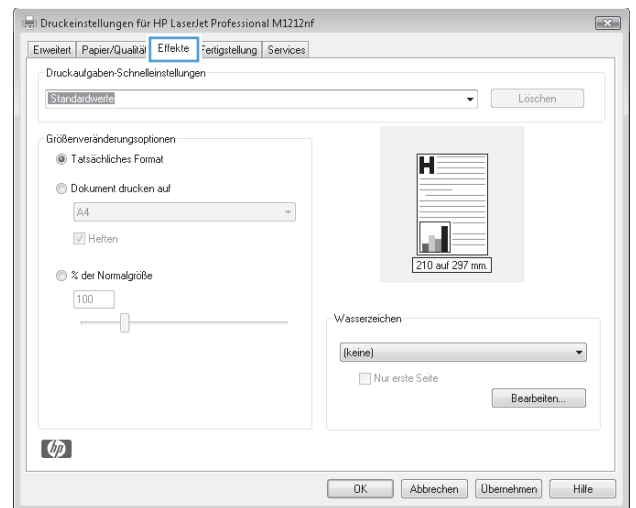 Druckeinstellungen für HP LaserJet Professional M1212nf
Erweitert Papier/Qualität Effekte Fertigstellung Services
Druckaufgaben-Schnelleinstellungen
Standardwerte Löschen
Größenveränderungsoptionen
Tatsächliches Format
Dokument drucken auf
A4
Heften
% der Normalgröße
100
H
210 auf 297 mm.
Wasserzeichen
(keine)
Nur erste Seite
Bearbeiten...
hp
OK Abbrechen Übernehmen Hilfe